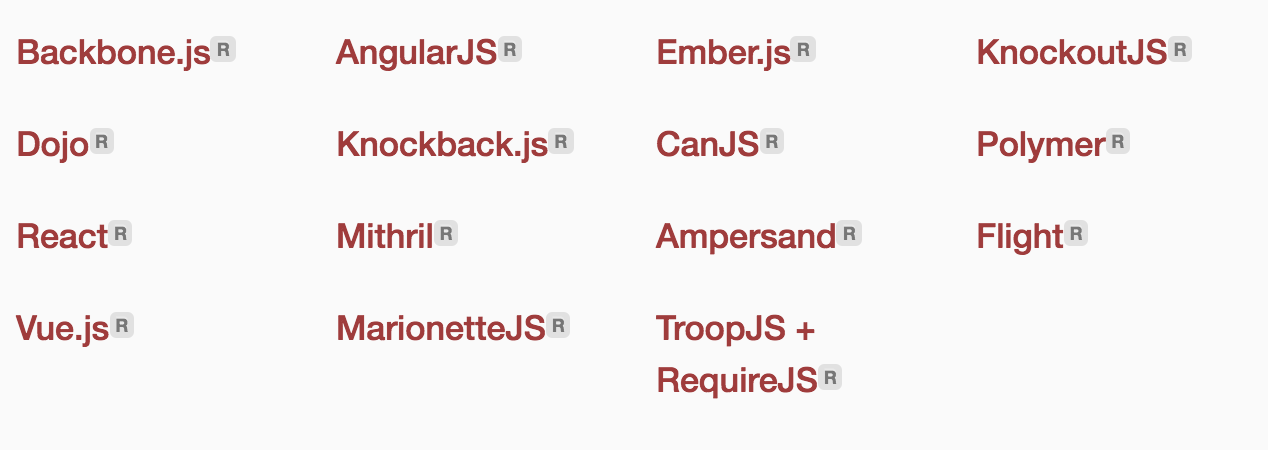 Backbone.js R AngularJS R Ember.js R KnockoutJS R
Dojo R Knockback.js R CanJS R Polymer R
React R Mithril R Ampersand R Flight R
Vue.js R MarionetteJS R TroopJS +
RequireJS R